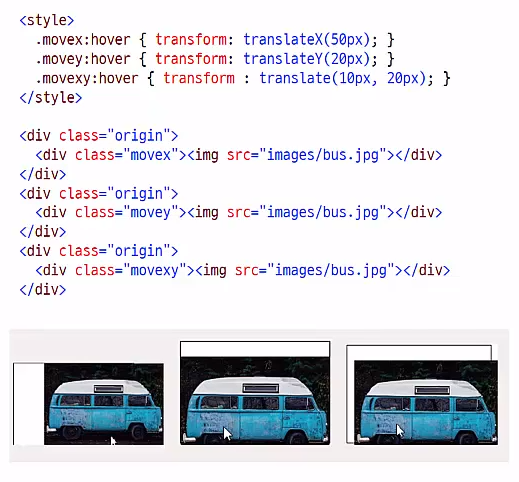 <style>
.movex:hover { transform: translateX(50px); }
.movey:hover { transform: translateY(20px); }
.movexy:hover { transform : translate(10px, 20px); }
</style>
<div class="origin">
<div class="movex"><img src="images/bus.jpg"></div>
</div>
<div class="origin">
<div class="movey"><img src="images/bus.jpg"></div>
</div>
<div class="origin">
<div class="movexy"><img src="images/bus.jpg"></div>
</div>